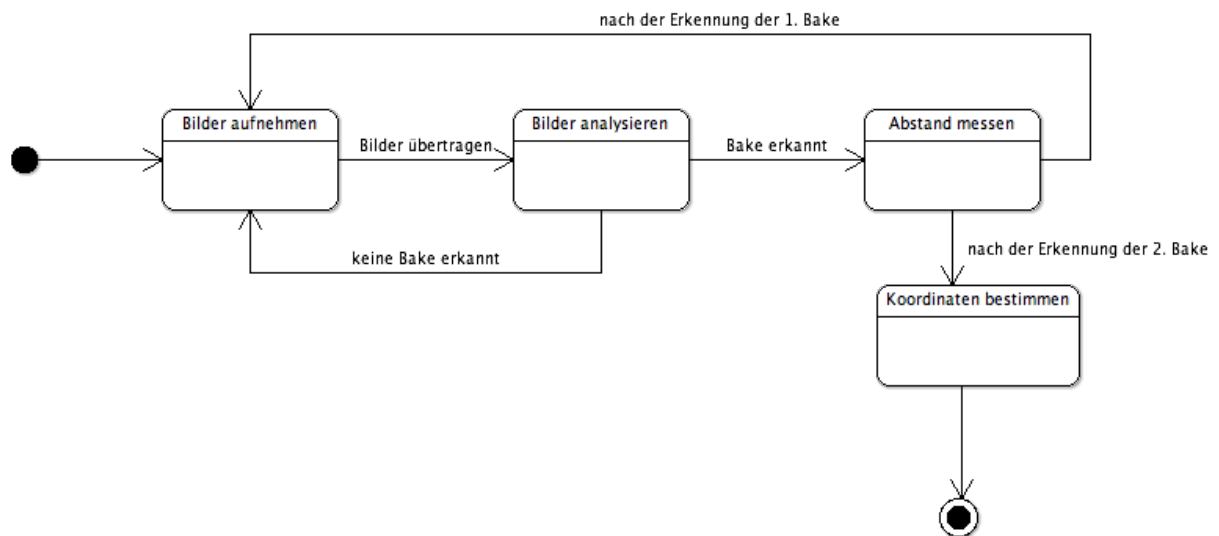 nach der Erkennung der 1. Bake
Bilder aufnehmen
Bilder übertragen
Bilder analysieren
Bake erkannt
Abstand messen
keine Bake erkannt
nach der Erkennung der 2. Bake
Koordinaten bestimmen